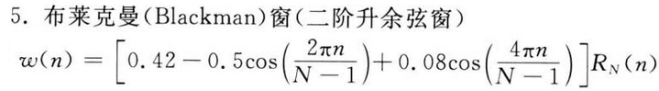 5. 布莱克曼(Blackman)窗(二阶升余弦窗)
w(n) = [0.42 − 0.5cos(2πn/(N−1)) + 0.08cos(4πn/(N−1))]R_N(n)